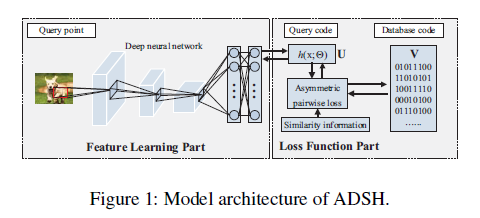 Query point
Deep neural network
Feature Learning Part
Query code
h(x;Θ)
U
Asymmetric
pairwise loss
Similarity information
Loss Function Part
Database code
V
01011100
11010101
10011110
00010100
01110100
......
Figure 1: Model architecture of ADSH.